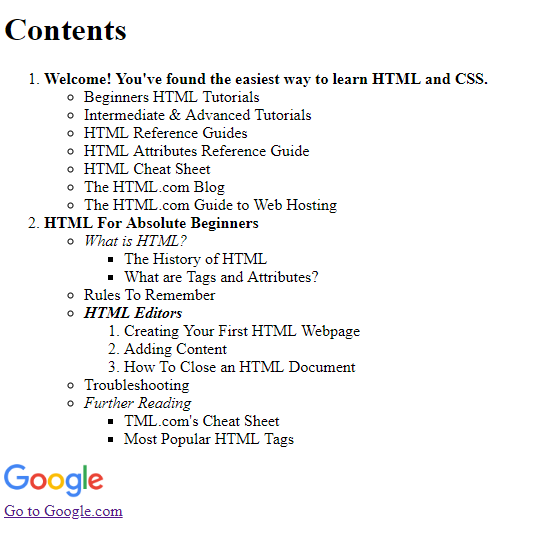 Contents
1. Welcome! You've found the easiest way to learn HTML and CSS.
Beginners HTML Tutorials
Intermediate & Advanced Tutorials
HTML Reference Guides
HTML Attributes Reference Guide
HTML Cheat Sheet
The HTML.com Blog
The HTML.com Guide to Web Hosting
2. HTML For Absolute Beginners
What is HTML?
The History of HTML
What are Tags and Attributes?
Rules To Remember
HTML Editors
1. Creating Your First HTML Webpage
2. Adding Content
3. How To Close an HTML Document
Troubleshooting
Further Reading
TML.com's Cheat Sheet
Most Popular HTML Tags
Google
Go to Google.com